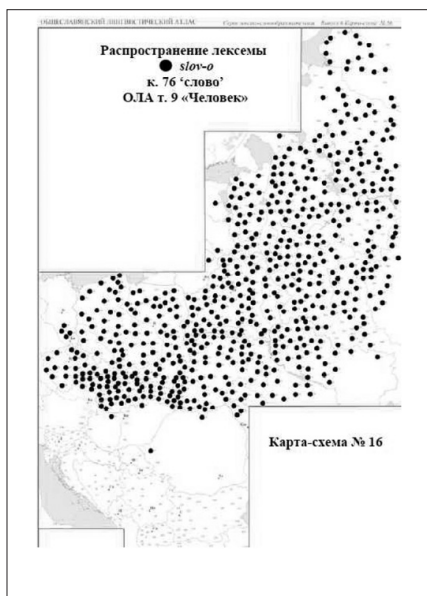 ОБЩЕСЛАВЯНСКИЙ ЛИНГВИСТИЧЕСКИЙ АТЛАС
Распространение лексемы
slov-o
к. 76 ‘слово’
ОЛА т. 9 «Человек»
Карта-схема № 16